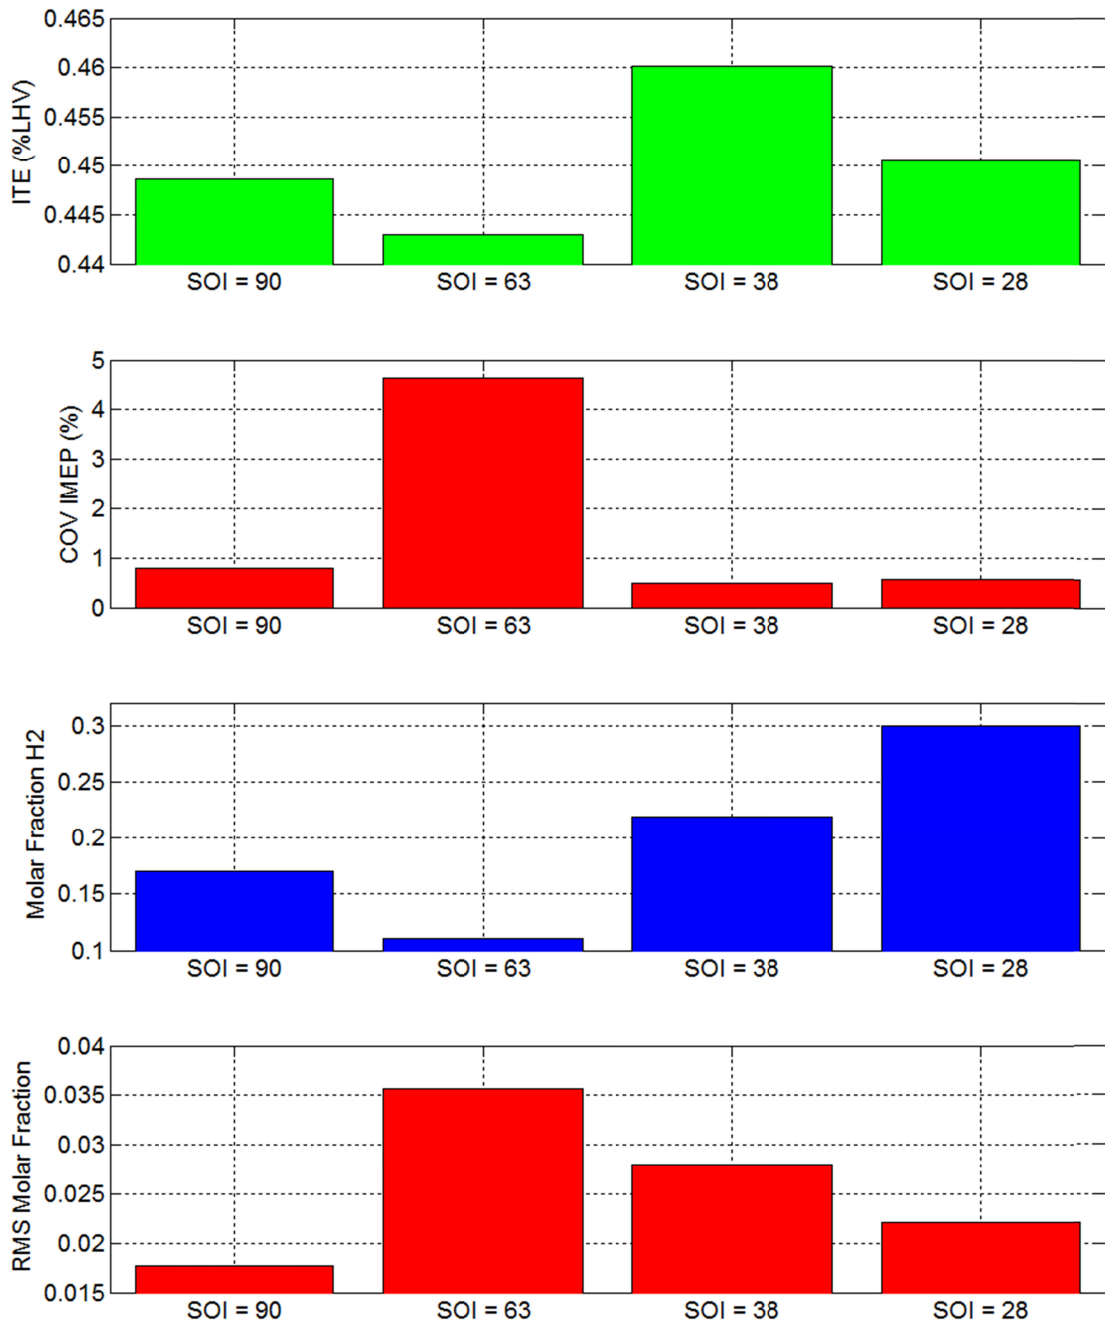 ITE (%LHV)
0.465
0.46
0.455
0.45
0.445
0.44
SOI = 90 SOI = 63 SOI = 38 SOI = 28
COV IMEP (%)
5
4
3
2
1
0
SOI = 90 SOI = 63 SOI = 38 SOI = 28
Molar Fraction H2
0.3
0.25
0.2
0.15
0.1
SOI = 90 SOI = 63 SOI = 38 SOI = 28
RMS Molar Fraction
0.04
0.035
0.03
0.025
0.02
0.015
SOI = 90 SOI = 63 SOI = 38 SOI = 28